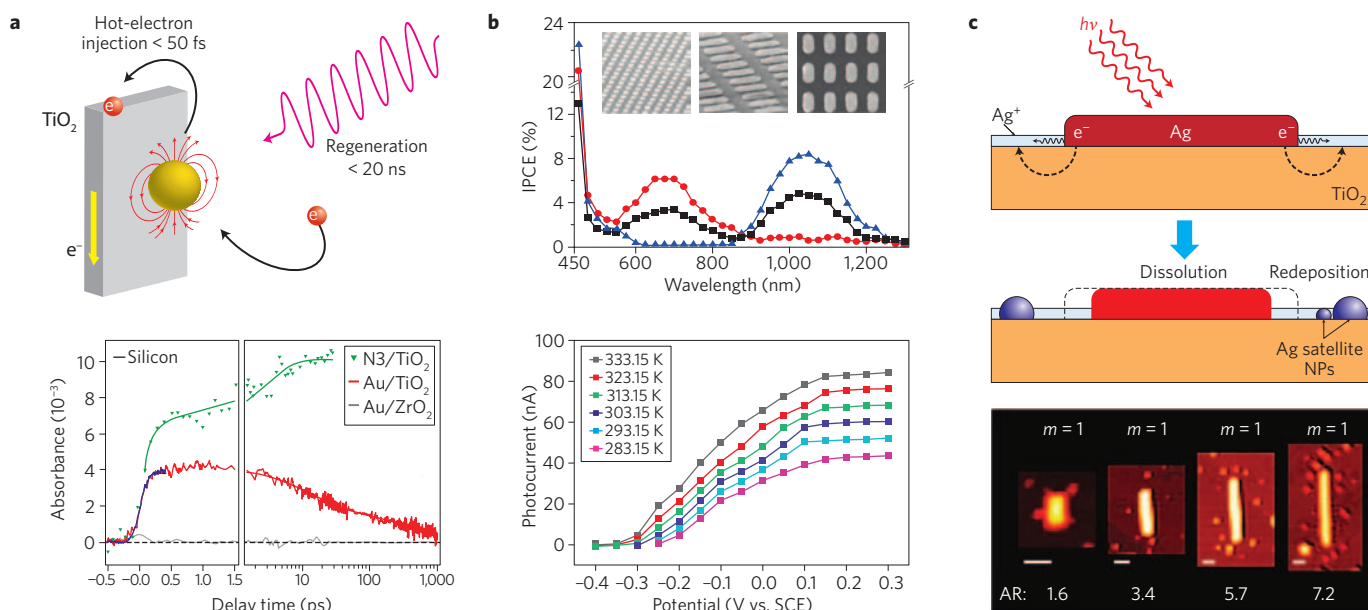 a
Hot-electron
injection < 50 fs
e⁻
TiO₂
Regeneration
< 20 ns
e⁻
e⁻
Absorbance (10⁻³)
10
8
6
4
2
0
Silicon
N3/TiO₂
Au/TiO₂
Au/ZrO₂
−0.5 −0.0 0.5 1.5 10 100 1000
Delay time (ps)
b
IPCE (%)
24
20
12
8
4
0
450 600 800 1,000 1,200
Wavelength (nm)
Photocurrent (nA)
100
80
60
40
20
0
333.15 K
323.15 K
313.15 K
303.15 K
293.15 K
283.15 K
−0.4 −0.3 −0.2 −0.1 0.0 0.1 0.2 0.3
Potential (V vs. SCE)
c
hν
Ag⁺
e⁻ Ag e⁻
TiO₂
Dissolution Redeposition
Ag satellite
NPs
m = 1 m = 1 m = 1 m = 1
AR: 1.6 3.4 5.7 7.2